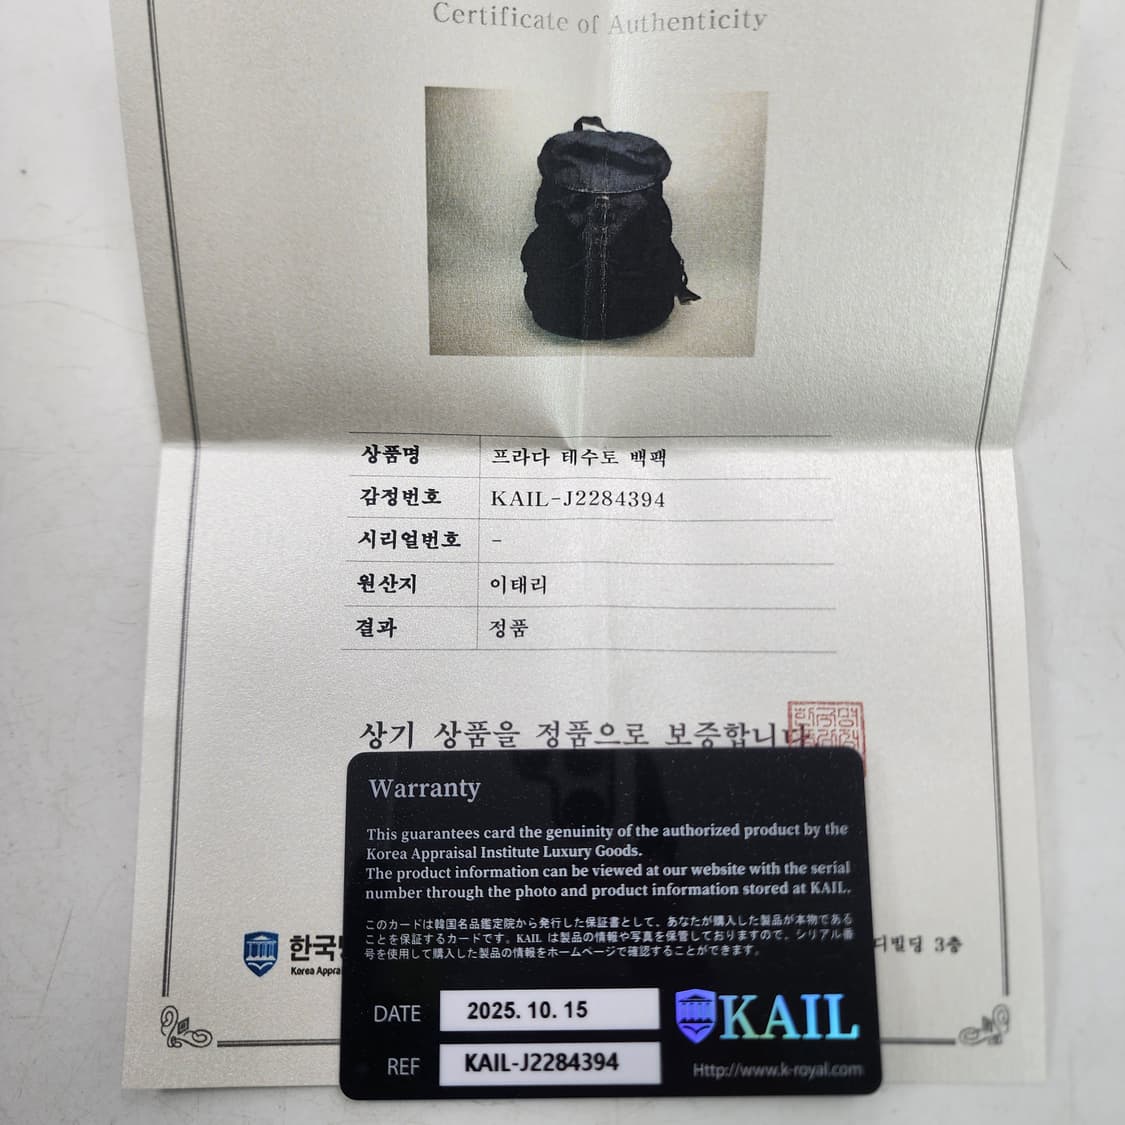 Certificate of Authenticity
상품명 프라다 테수토 백팩
감정번호 KAIL-J2284394
시리얼번호 -
원산지 이태리
결과 정품
상기 상품을 정품으로 보증합니다
Warranty
This guarantees card the genuinity of the authorized product by the
Korea Appraisal Institute Luxury Goods.
The product information can be viewed at our website with the serial
number through the photo and product information stored at KAIL.
このカードは韓国名品鑑定院から発行した保証書として、あなたが購入した製品が本物である
ことを保証するカードです。KAIL は製品の情報や写真を保管しておりますので、シリアル番
号を使用して購入した製品の情報をホームページで確認することができます。
한국
Korea Appra
디빌딩 3층
DATE 2025. 10. 15
KAIL
REF KAIL-J2284394
Http://www.k-royal.com